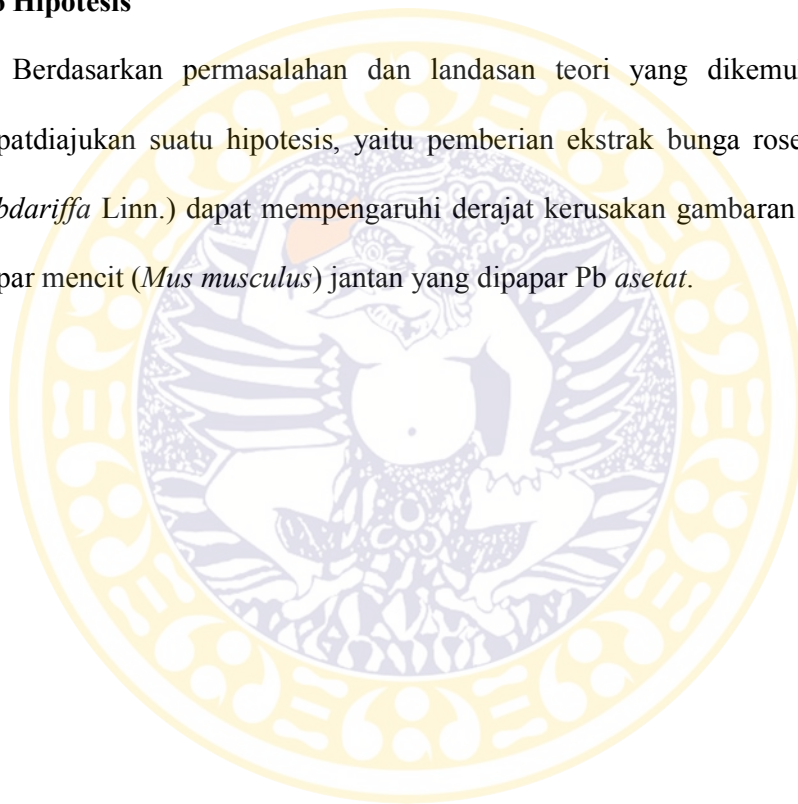 Hipotesis
Berdasarkan permasalahan dan landasan teori yang dikemu
patdiajukan suatu hipotesis, yaitu pemberian ekstrak bunga rose
bdariffa Linn.) dapat mempengaruhi derajat kerusakan gambaran
par mencit (Mus musculus) jantan yang dipapar Pb asetat.